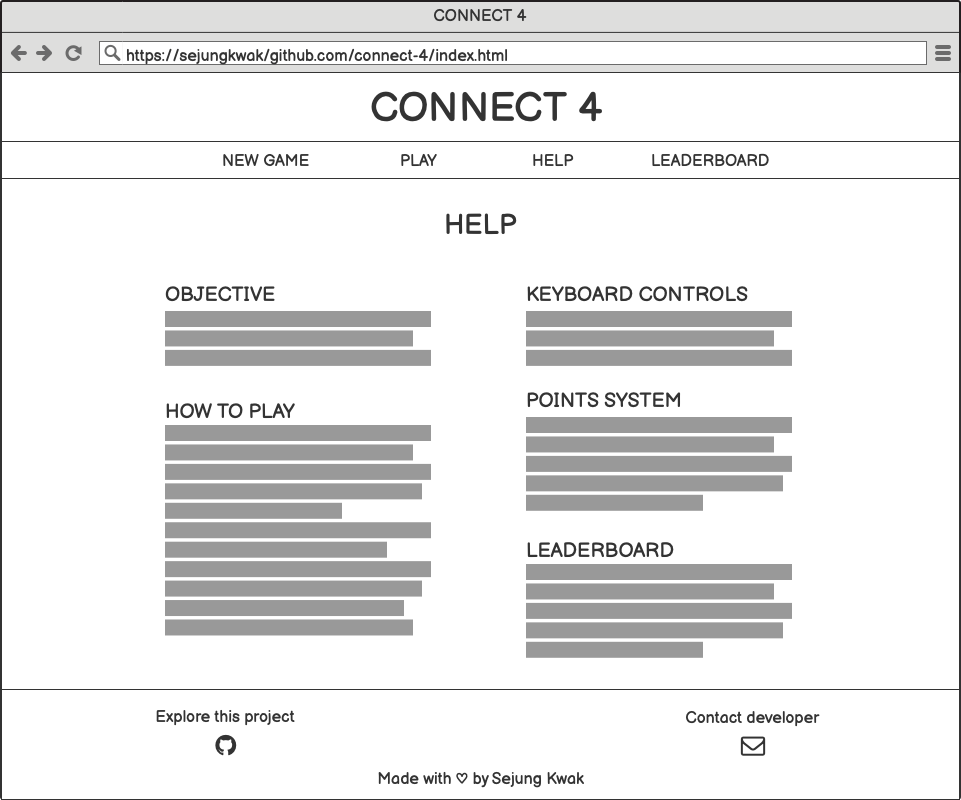 CONNECT 4
https://sejungkwak/github.com/connect-4/index.html
CONNECT 4
NEW GAME PLAY HELP LEADERBOARD
HELP
OBJECTIVE
HOW TO PLAY
KEYBOARD CONTROLS
POINTS SYSTEM
LEADERBOARD
Explore this project
Contact developer
Made with ♡ by Sejung Kwak